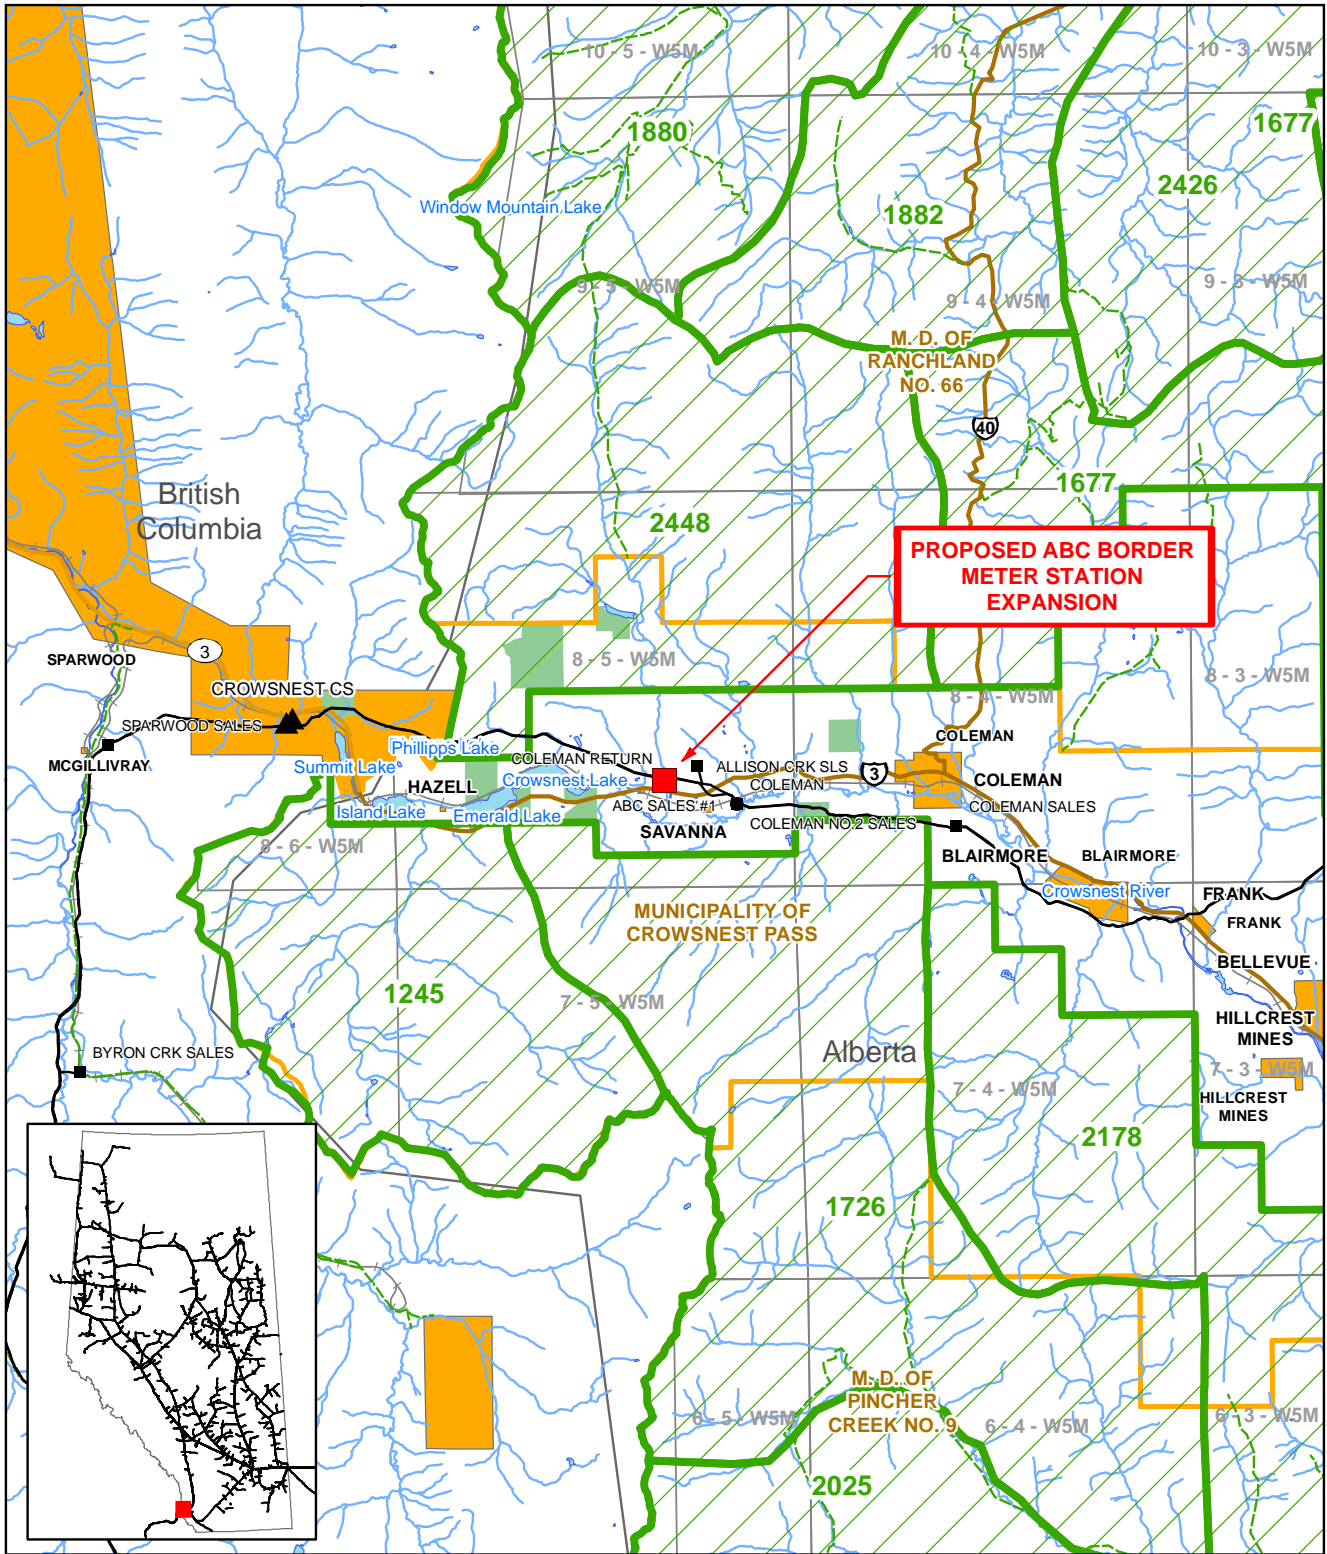 10 - 5 - W5M
10 - 4 - W5M
10 - 3 - W5M
1880
1677
2426
Window Mountain Lake
1882
9 - 5 - W5M
9 - 4 - W5M
9 - 3 - W5M
M. D. OF
RANCHLAND
NO. 66
40
British
Columbia
1677
2448
PROPOSED ABC BORDER
METER STATION
EXPANSION
3
SPARWOOD
8 - 5 - W5M
8 - 3 - W5M
CROWSNEST CS
8 - 4 - W5M
SPARWOOD SALES
COLEMAN
Phillipps Lake
COLEMAN RETURN
MCGILLIVRAY
Summit Lake
ALLISON CRK SLS
3
HAZELL
Crowsnest Lake
COLEMAN
COLEMAN
ABC SALES #1
COLEMAN SALES
Island Lake
Emerald Lake
SAVANNA
COLEMAN NO.2 SALES
8 - 6 - W5M
BLAIRMORE
BLAIRMORE
Crowsnest River
FRANK
MUNICIPALITY OF
CROWSNEST PASS
FRANK
BELLEVUE
1245
7 - 5 - W5M
HILLCREST
MINES
Alberta
BYRON CRK SALES
7 - 3 - W5M
7 - 4 - W5M
HILLCREST
MINES
2178
1726
M. D. OF
PINCHER
CREEK NO. 9
6 - 5 - W5M
6 - 4 - W5M
6 - 3 - W5M
2025